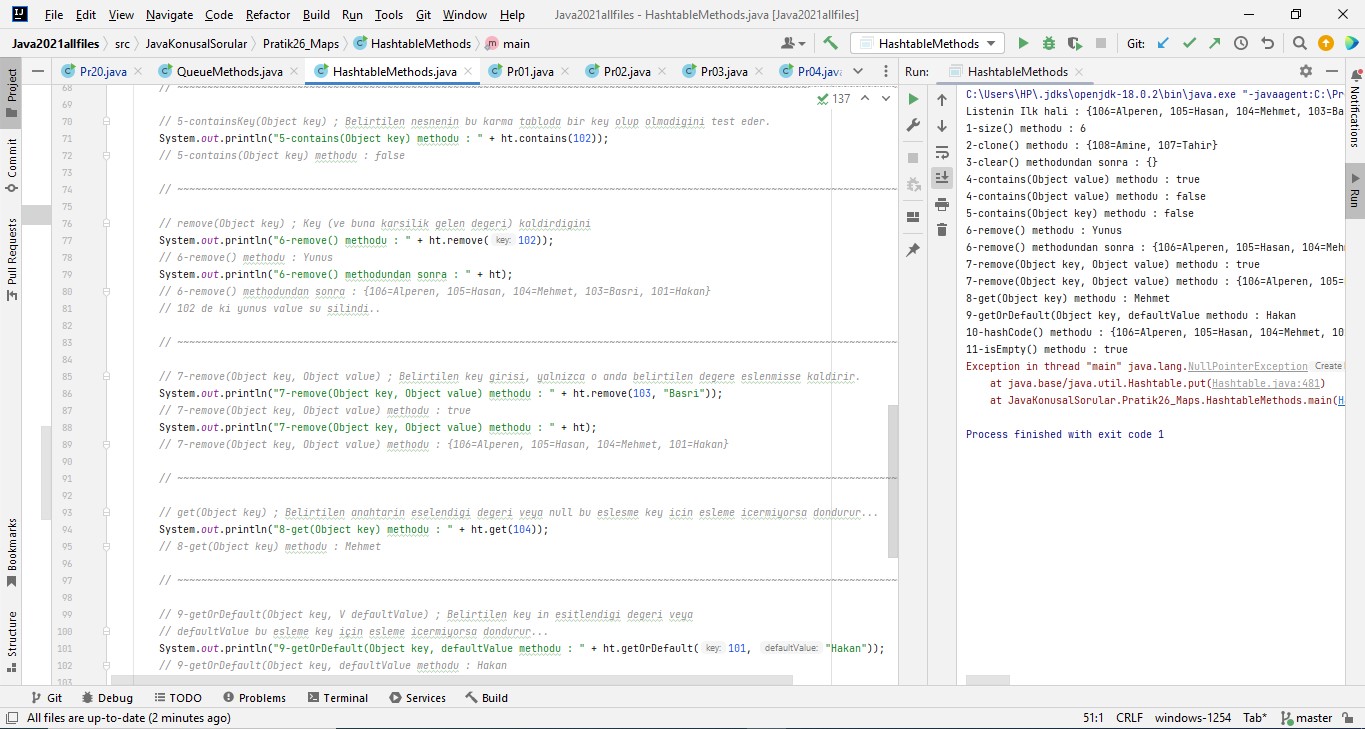 File Edit View Navigate Code Refactor Build Run Tools Git Window Help Java2021allfiles - HashtableMethods.java [Java2021allfiles]
Java2021allfiles src JavaKonusalSorular Pratik26_Maps HashtableMethods main HashtableMethods Git:
Project
Commit
Pull Requests
Bookmarks
Structure
Pr20.java QueueMethods.java HashtableMethods.java Pr01.java Pr02.java Pr03.java Pr04.java
137
68 //
69
70 // 5-containsKey(Object key) ; Belirtilen nesnenin bu karma tabloda bir key olup olmadigini test eder.
71 System.out.println("5-contains(Object key) methodu : " + ht.contains(102));
72 // 5-contains(Object key) methodu : false
73
74 //
75
76 // remove(Object key) ; Key (ve buna karsilik gelen degeri) kaldirdigini
77 System.out.println("6-remove() methodu : " + ht.remove( key: 102));
78 // 6-remove() methodu : Yunus
79 System.out.println("6-remove() methodundan sonra : " + ht);
80 // 6-remove() methodundan sonra : {106=Alperen, 105=Hasan, 104=Mehmet, 103=Basri, 101=Hakan}
81 // 102 de ki yunus value su silindi..
82
83 //
84
85 // 7-remove(Object key, Object value) ; Belirtilen key girisi, yalnizca o anda belirtilen degere eslenmisse kaldirir.
86 System.out.println("7-remove(Object key, Object value) methodu : " + ht.remove(103, "Basri"));
87 // 7-remove(Object key, Object value) methodu : true
88 System.out.println("7-remove(Object key, Object value) methodu : " + ht);
89 // 7-remove(Object key, Object value) methodu : {106=Alperen, 105=Hasan, 104=Mehmet, 101=Hakan}
90
91 //
92
93 // get(Object key) ; Belirtilen anahtarin eselendigi degeri veya null bu eslesme key icin esleme icermiyorsa dondurur...
94 System.out.println("8-get(Object key) methodu : " + ht.get(104));
95 // 8-get(Object key) methodu : Mehmet
96
97 //
98
99 // 9-getOrDefault(Object key, V defaultValue) ; Belirtilen key in esitlendigi degeri veya
100 // defaultValue bu esleme key için esleme icermiyorsa dondurur...
101 System.out.println("9-getOrDefault(Object key, defaultValue methodu : " + ht.getOrDefault( key: 101, defaultValue: "Hakan"));
102 // 9-getOrDefault(Object key, defaultValue methodu : Hakan
103
Run: HashtableMethods
C:\Users\HP\.jdks\openjdk-18.0.2\bin\java.exe "-javaagent:C:\Pr
Listenin Ilk hali : {106=Alperen, 105=Hasan, 104=Mehmet, 103=Ba
1-size() methodu : 6
2-clone() methodu : {108=Amine, 107=Tahir}
3-clear() methodundan sonra : {}
4-contains(Object value) methodu : true
4-contains(Object value) methodu : false
5-contains(Object key) methodu : false
6-remove() methodu : Yunus
6-remove() methodundan sonra : {106=Alperen, 105=Hasan, 104=Meh
7-remove(Object key, Object value) methodu : true
7-remove(Object key, Object value) methodu : {106=Alperen, 105=
8-get(Object key) methodu : Mehmet
9-getOrDefault(Object key, defaultValue methodu : Hakan
10-hashCode() methodu : {106=Alperen, 105=Hasan, 104=Mehmet, 10
11-isEmpty() methodu : true
Exception in thread "main" java.lang.NullPointerException Create
at java.base/java.util.Hashtable.put(Hashtable.java:481)
at JavaKonusalSorular.Pratik26_Maps.HashtableMethods.main(H
Process finished with exit code 1
Notifications
Run
Git Debug TODO Problems Terminal Services Build
All files are up-to-date (2 minutes ago) 51:1 CRLF windows-1254 Tab* master